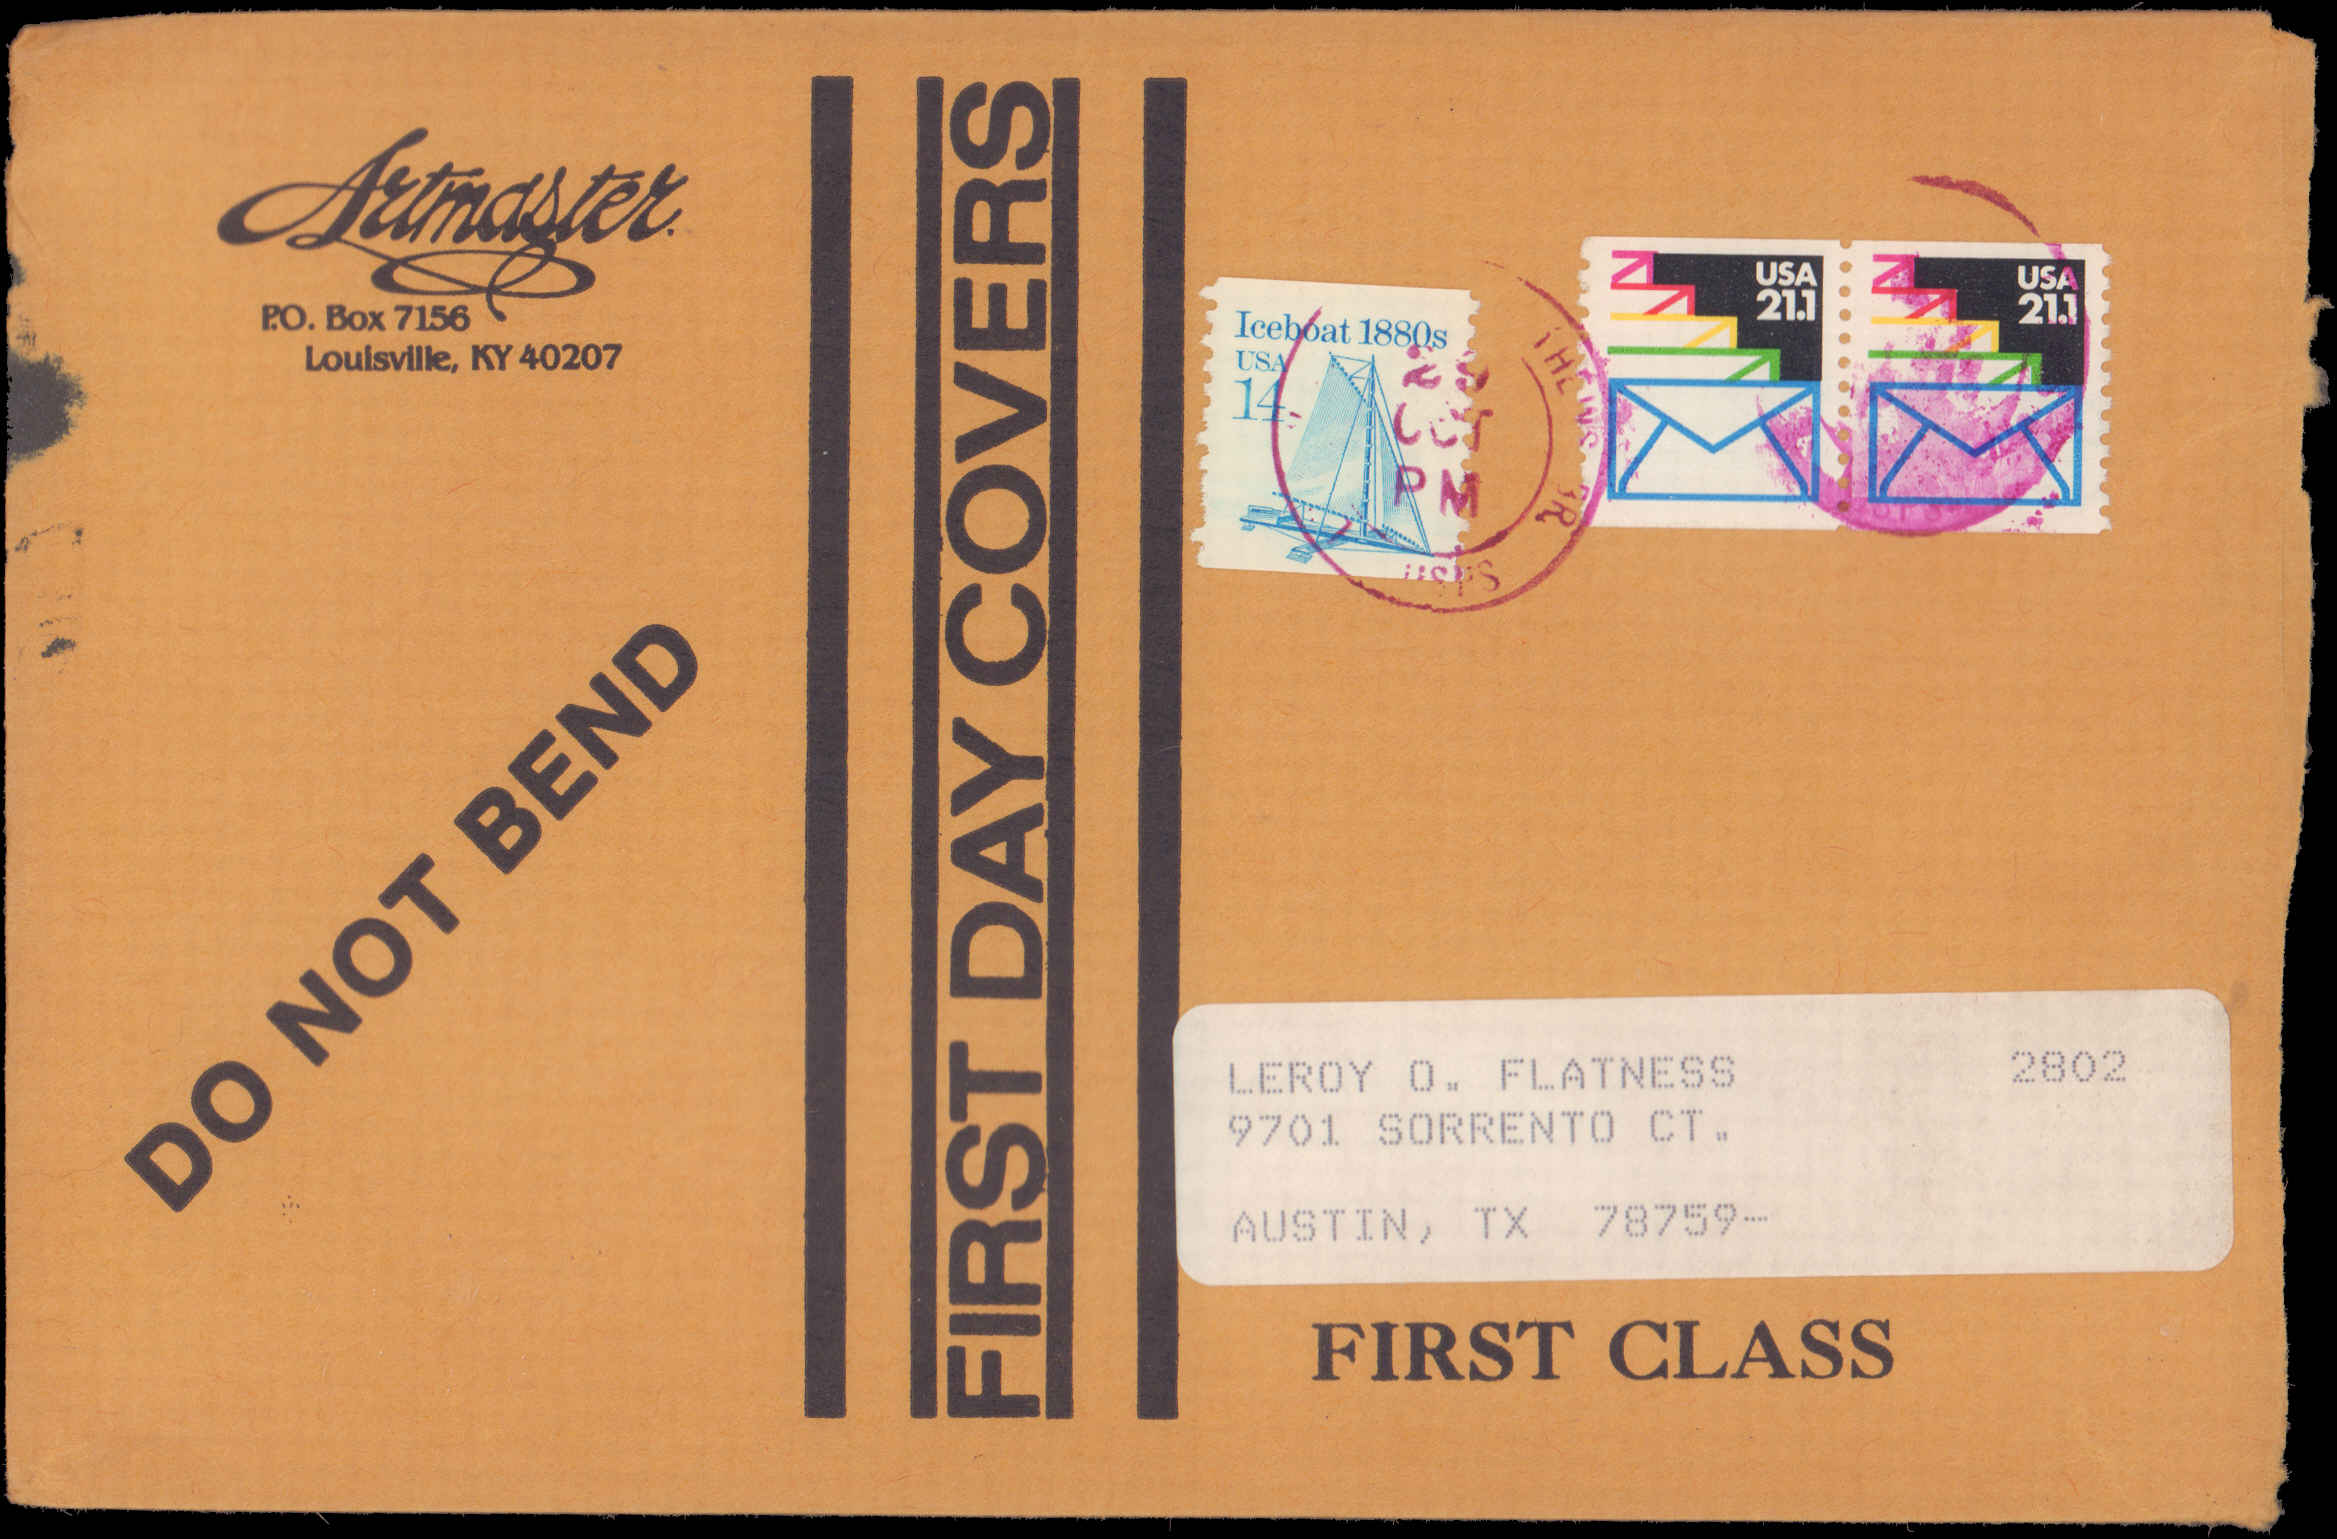 Artmaster.
P.O. Box 7156
Louisville, KY 40207
DO NOT BEND
FIRST DAY COVERS
Iceboat 1880s
USA
14
PM
USPS
USA
21.1
USA
21.1
LEROY O. FLATNESS 2802
9701 SORRENTO CT.
AUSTIN, TX 78759-
FIRST CLASS